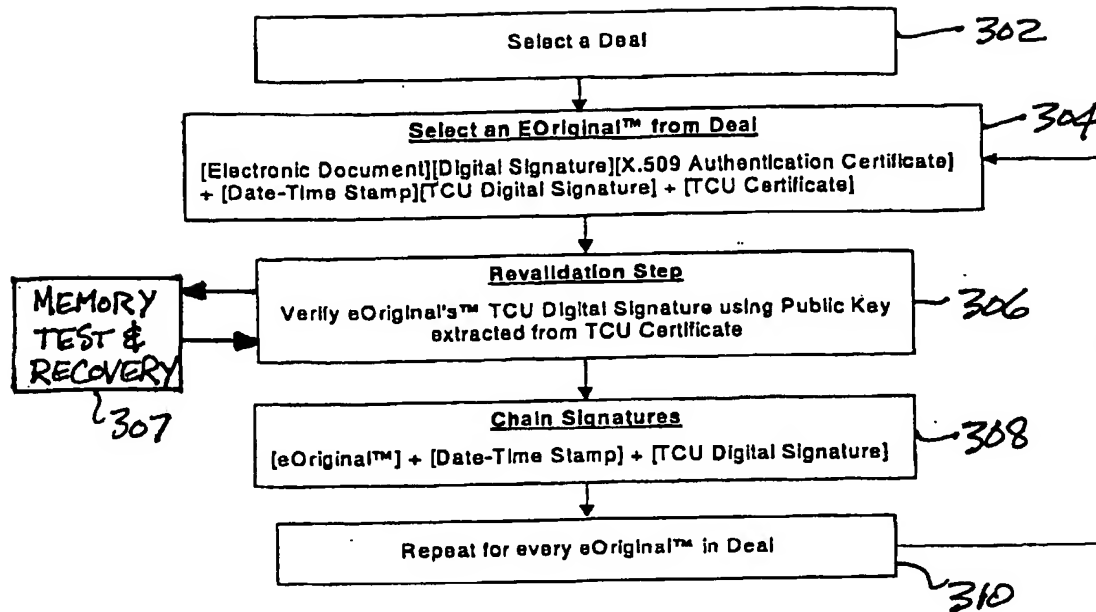 Select a Deal
302
Select an EOriginal™ from Deal
[Electronic Document][Digital Signature][X.509 Authentication Certificate]
+ [Date-Time Stamp][TCU Digital Signature] + [TCU Certificate]
304
Revalidation Step
Verify eOriginal's™ TCU Digital Signature using Public Key
extracted from TCU Certificate
306
MEMORY
TEST &
RECOVERY
307
Chain Signatures
[eOriginal™] + [Date-Time Stamp] + [TCU Digital Signature]
308
Repeat for every eOriginal™ in Deal
310